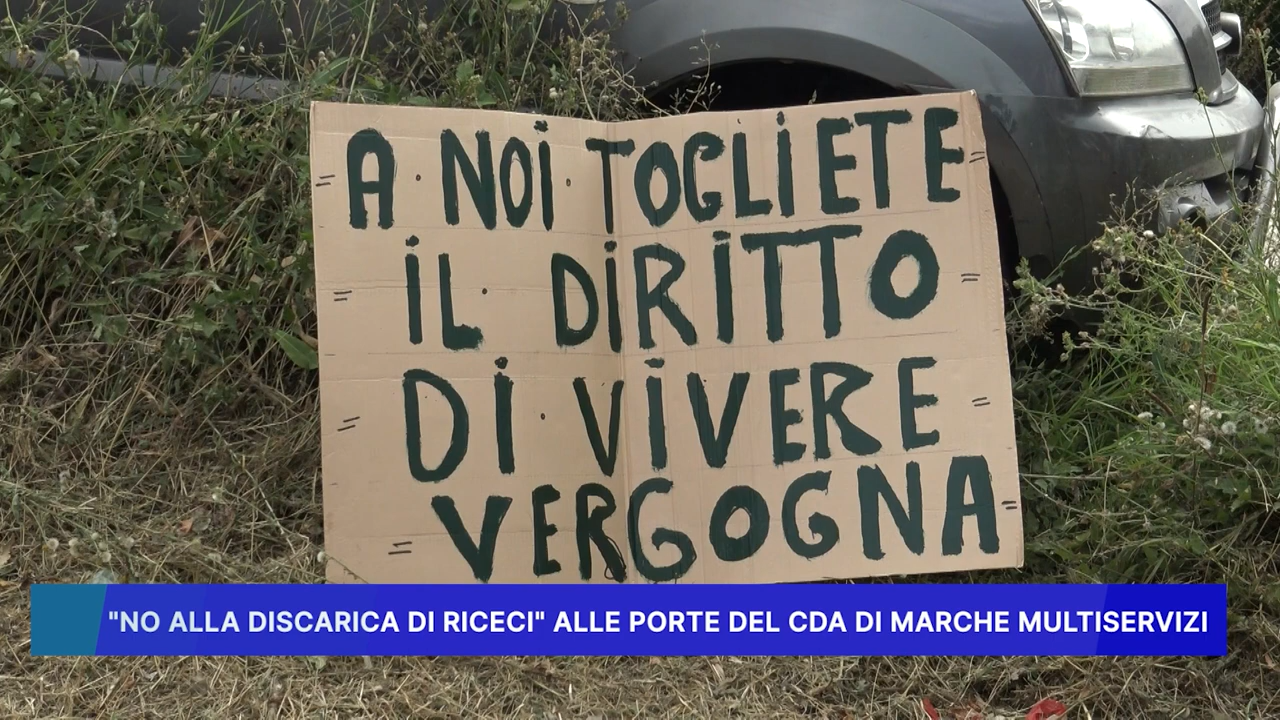 A NOI TOGLIETE
IL DIRITTO
DI VIVERE
VERGOGNA
"NO ALLA DISCARICA DI RICECI" ALLE PORTE DEL CDA DI MARCHE MULTISERVIZI